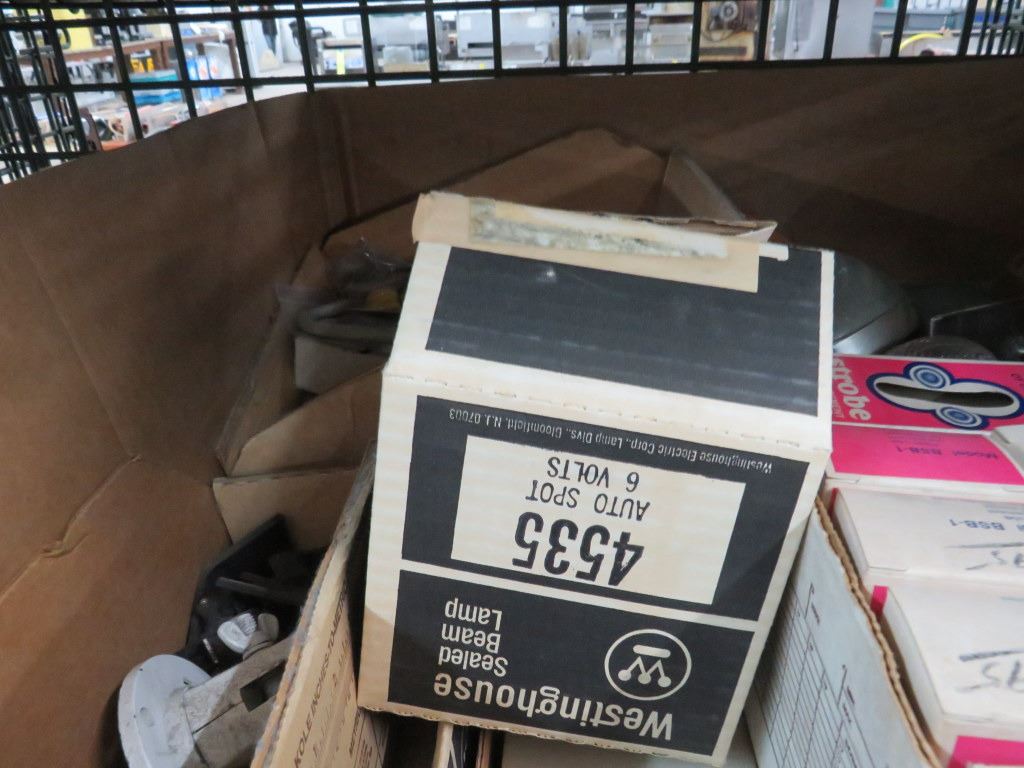 Westinghouse
Sealed
Beam
Lamp
4535
AUTO SPOT
6 VOLTS
Westinghouse Electric Corp., Lamp Divs., Bloomfield, N.J. 07003
strobe
Model BSB-1
BSB-1